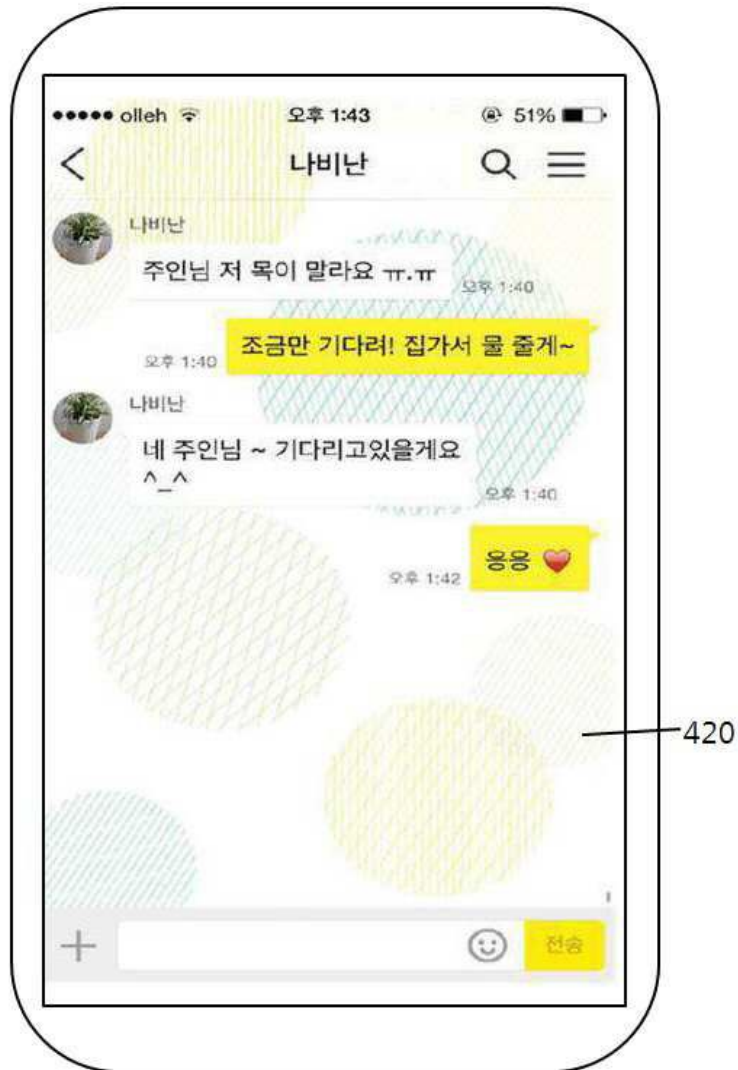 olleh 오후 1:43 51%
나비난
나비난
주인님 저 목이 말라요 ㅠ.ㅠ
오후 1:40
조금만 기다려! 집가서 물 줄게~
오후 1:40
나비난
네 주인님 ~ 기다리고있을게요
^_^
오후 1:40
응응 ❤️
오후 1:42
420
전송